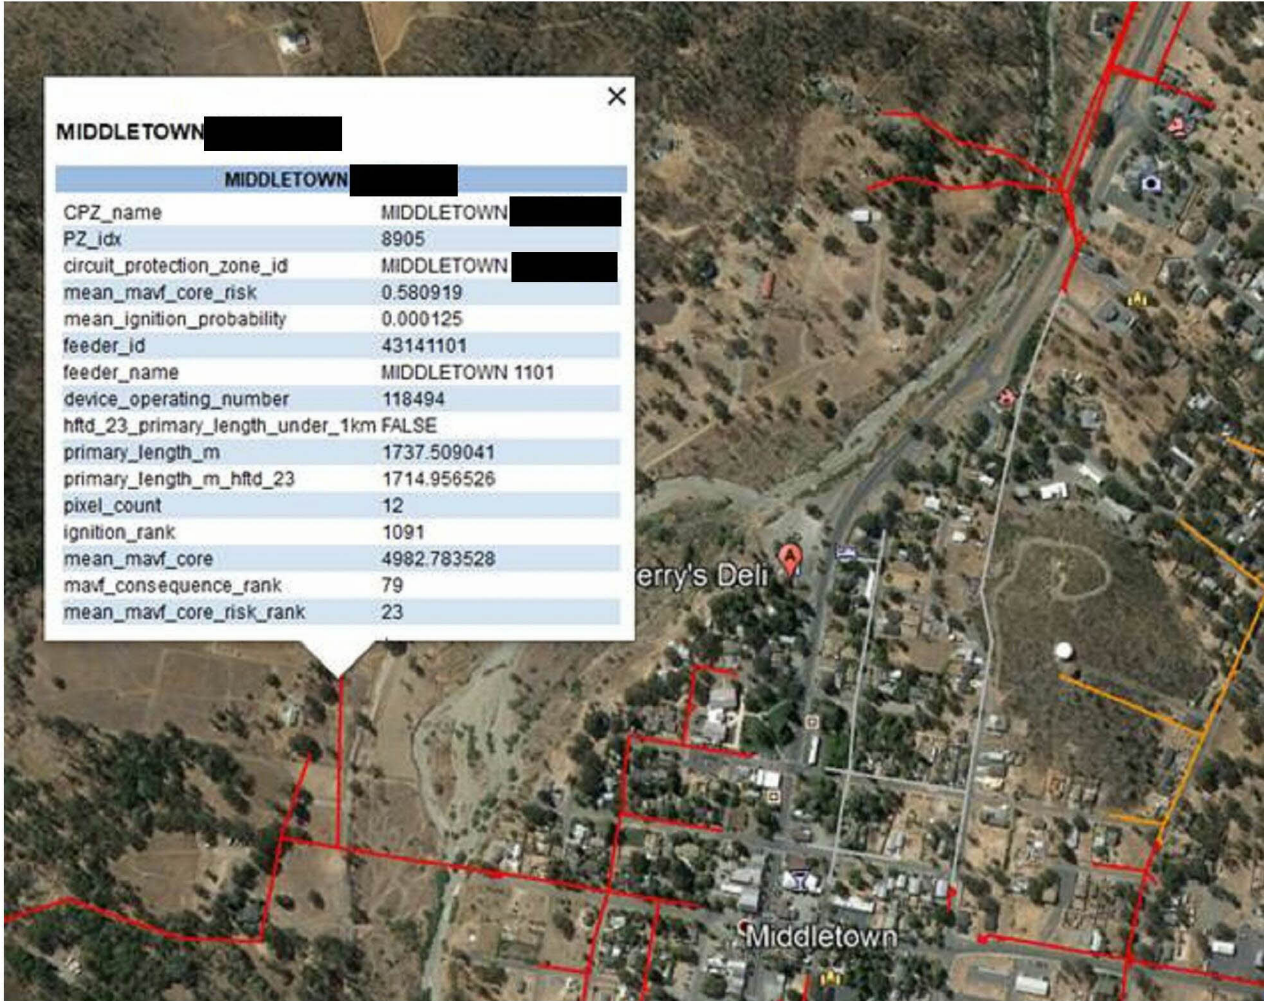 MIDDLETOWN
MIDDLETOWN
CPZ_name MIDDLETOWN
PZ_idx 8905
circuit_protection_zone_id MIDDLETOWN
mean_mavf_core_risk 0.580919
mean_ignition_probability 0.000125
feeder_id 43141101
feeder_name MIDDLETOWN 1101
device_operating_number 118494
hftd_23_primary_length_under_1km FALSE
primary_length_m 1737.509041
primary_length_m_hftd_23 1714.956526
pixel_count 12
ignition_rank 1091
mean_mavf_core 4982.783528
mavf_consequence_rank 79
mean_mavf_core_risk_rank 23
A
erry's Deli
Middletown